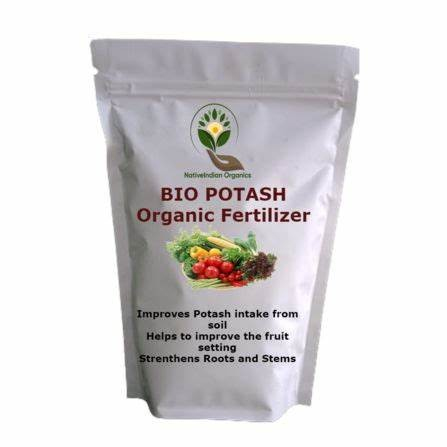 NativeIndian Organics
BIO POTASH
Organic Fertilizer
Improves Potash intake from
soil
Helps to improve the fruit
setting
Strenthens Roots and Stems